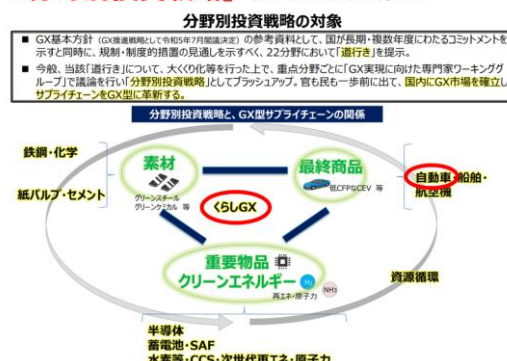 分野別投資戦略の対象
■ GX基本方針（GX推進戦略として令和5年7月閣議決定）の参考資料として、国が長期・複数年度にわたるコミットメントを
示すと同時に、規制・制度的措置の見通しを示すべく、22分野において「道行き」を提示。
■ 今般、当該「道行き」について、大くくり化等を行った上で、重点分野ごとに「GX実現に向けた専門家ワーキンググ
ループ」で議論を行い「分野別投資戦略」としてブラッシュアップ。官も民も一歩前に出て、国内にGX市場を確立し
サプライチェーンをGX型に革新する。
分野別投資戦略と、GX型サプライチェーンの関係
鉄鋼・化学
紙パルプ・セメント
素材
グリーンスチール
グリーンケミカル 等
くらしGX
最終商品
低CFPなCEV 等
自動車・船舶・
航空機
重要物品
クリーンエネルギー
H₂
NH₃
再エネ・原子力
資源循環
半導体
蓄電池・SAF
水素等・CCS・次世代再エネ・原子力